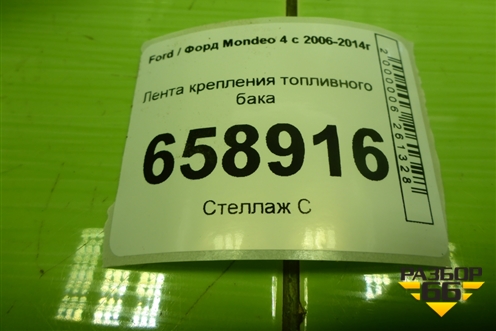 Ford / Форд Mondeo 4 с 2006-2014г
Лента крепления топливного
бака
658916
Стеллаж С
2000006261328
РАЗБОР
66